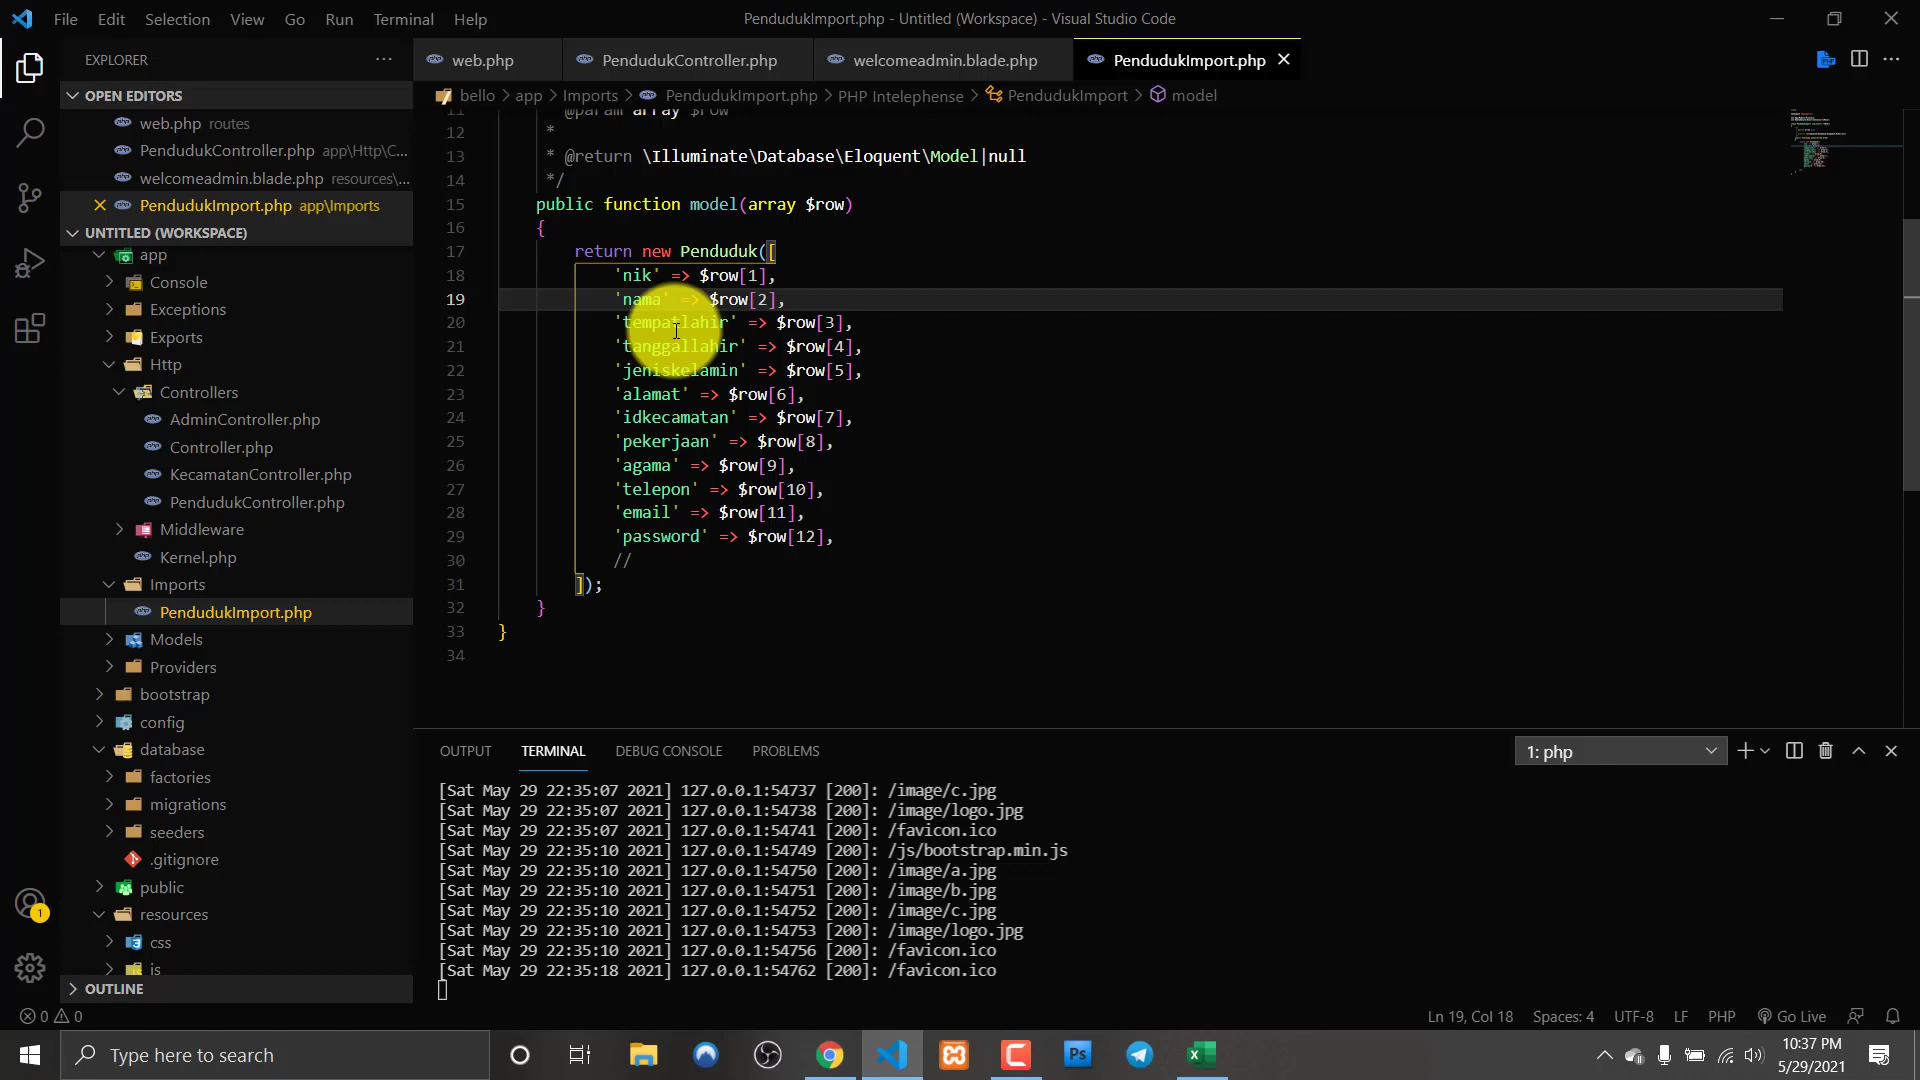 File Edit Selection View Go Run Terminal Help
PendudukImport.php - Untitled (Workspace) - Visual Studio Code
EXPLORER
OPEN EDITORS
web.php routes
PendudukController.php app\Http\C...
welcomeadmin.blade.php resources\...
PendudukImport.php app\Imports
UNTITLED (WORKSPACE)
app
Console
Exceptions
Exports
Http
Controllers
AdminController.php
Controller.php
KecamatanController.php
PendudukController.php
Middleware
Kernel.php
Imports
PendudukImport.php
Models
Providers
bootstrap
config
database
factories
migrations
seeders
.gitignore
public
resources
css
js
OUTLINE
web.php PendudukController.php welcomeadmin.blade.php PendudukImport.php
bello > app > Imports > PendudukImport.php > PHP Intelephense > PendudukImport > model
11 * @param array $row
12 *
13 * @return \Illuminate\Database\Eloquent\Model|null
14 */
15 public function model(array $row)
16 {
17 return new Penduduk([
18 'nik' => $row[1],
19 'nama' => $row[2],
20 'tempatlahir' => $row[3],
21 'tanggallahir' => $row[4],
22 'jeniskelamin' => $row[5],
23 'alamat' => $row[6],
24 'idkecamatan' => $row[7],
25 'pekerjaan' => $row[8],
26 'agama' => $row[9],
27 'telepon' => $row[10],
28 'email' => $row[11],
29 'password' => $row[12],
30 //
31 ]);
32 }
33 }
34
OUTPUT TERMINAL DEBUG CONSOLE PROBLEMS
1: php
[Sat May 29 22:35:07 2021] 127.0.0.1:54737 [200]: /image/c.jpg
[Sat May 29 22:35:07 2021] 127.0.0.1:54738 [200]: /image/logo.jpg
[Sat May 29 22:35:07 2021] 127.0.0.1:54741 [200]: /favicon.ico
[Sat May 29 22:35:10 2021] 127.0.0.1:54749 [200]: /js/bootstrap.min.js
[Sat May 29 22:35:10 2021] 127.0.0.1:54750 [200]: /image/a.jpg
[Sat May 29 22:35:10 2021] 127.0.0.1:54751 [200]: /image/b.jpg
[Sat May 29 22:35:10 2021] 127.0.0.1:54752 [200]: /image/c.jpg
[Sat May 29 22:35:10 2021] 127.0.0.1:54753 [200]: /image/logo.jpg
[Sat May 29 22:35:10 2021] 127.0.0.1:54756 [200]: /favicon.ico
[Sat May 29 22:35:18 2021] 127.0.0.1:54762 [200]: /favicon.ico
1
0 0
Ln 19, Col 18 Spaces: 4 UTF-8 LF PHP Go Live
Type here to search
Ps
10:37 PM
5/29/2021